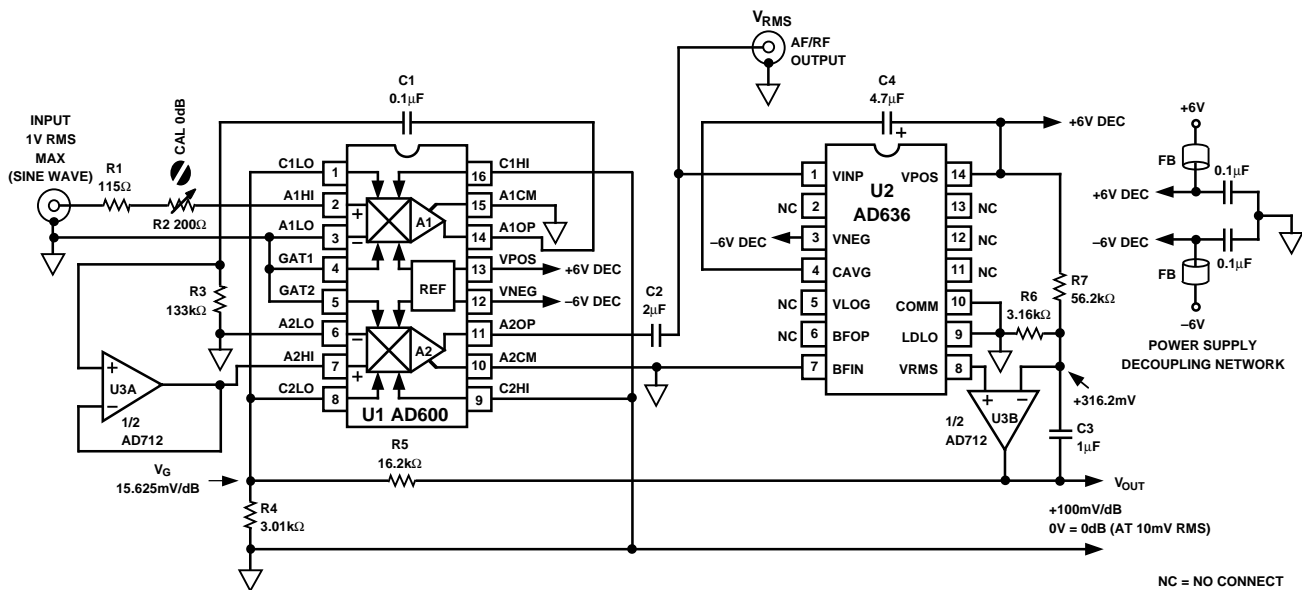 VRMS
AF/RF
OUTPUT
C1
0.1µF
C4
4.7µF
+
+6V DEC
INPUT
1V RMS
MAX
(SINE WAVE)
CAL 0dB
R1
115Ω
R2 200Ω
C1LO
1
16
C1HI
A1HI
2
+
A1
15
A1CM
A1LO
3
–
14
A1OP
GAT1
4
REF
13
VPOS
+6V DEC
GAT2
5
12
VNEG
–6V DEC
A2LO
6
–
A2
11
A2OP
A2HI
7
+
10
A2CM
C2LO
8
9
C2HI
U1 AD600
R3
133kΩ
+
–
U3A
1/2
AD712
C2
2µF
1
VINP
U2
AD636
VPOS
14
NC
2
13
NC
–6V DEC
3
VNEG
12
NC
4
CAVG
11
NC
NC
5
VLOG
COMM
10
NC
6
BFOP
LDLO
9
7
BFIN
VRMS
8
R6
3.16kΩ
R7
56.2kΩ
+
–
U3B
1/2
AD712
+316.2mV
C3
1µF
+6V
FB
0.1µF
+6V DEC
–6V DEC
0.1µF
FB
–6V
POWER SUPPLY
DECOUPLING NETWORK
R5
16.2kΩ
VG
15.625mV/dB
R4
3.01kΩ
VOUT
+100mV/dB
0V = 0dB (AT 10mV RMS)
NC = NO CONNECT